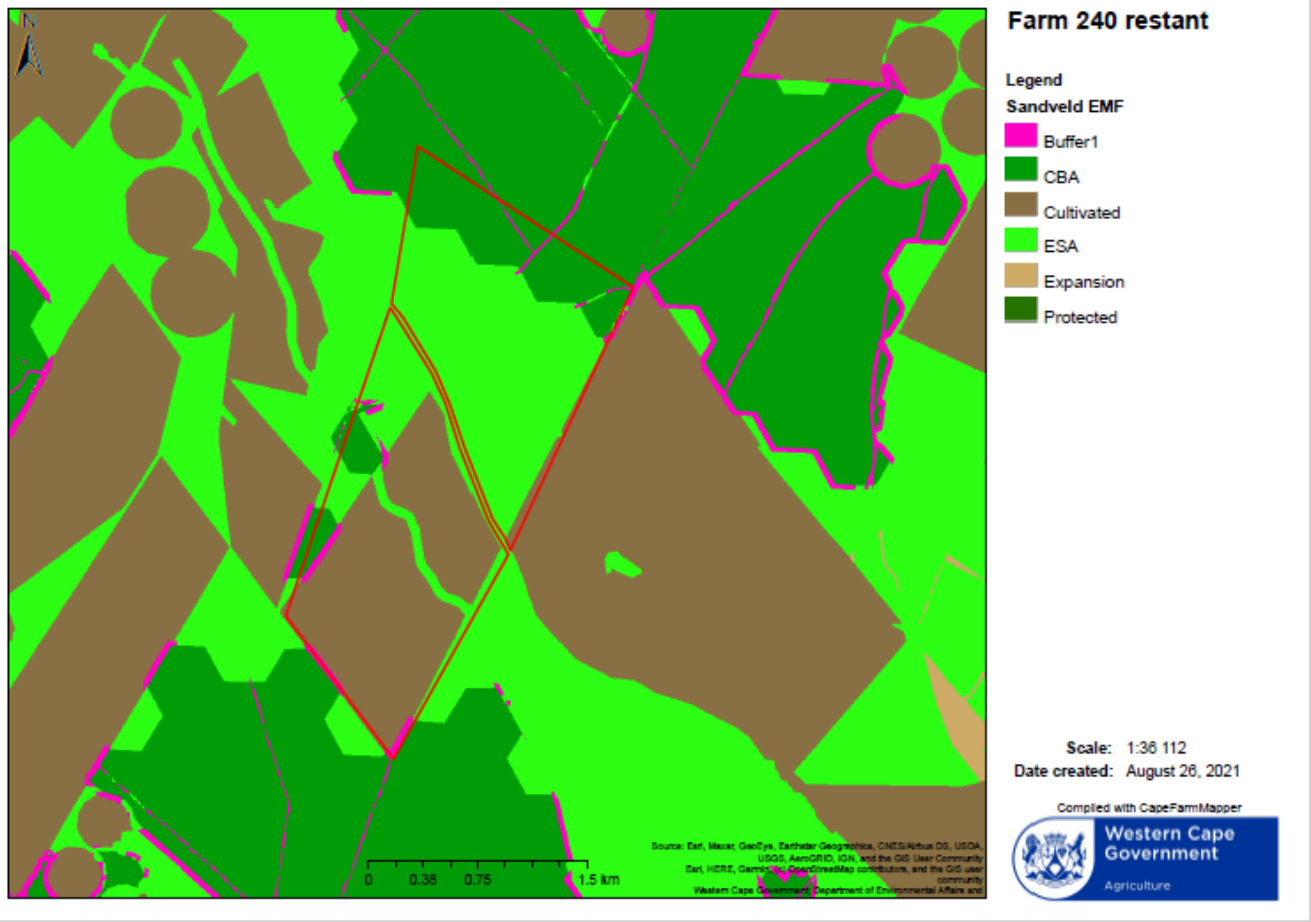 N
Farm 240 restant
Legend
Sandveld EMF
Buffer1
CBA
Cultivated
ESA
Expansion
Protected
Scale: 1:36 112
Date created: August 26, 2021
Compiled with CapeFarmMapper
Western Cape
Government
Agriculture
0 0.38 0.75 1.5 km
Source: Esri, Maxar, GeoEye, Earthstar Geographics, CNES/Airbus DS, USDA,
USGS, AeroGRID, IGN, and the GIS User Community
Esri, HERE, Garmin, (c) OpenStreetMap contributors, and the GIS user
community
Western Cape Government, Department of Environmental Affairs and